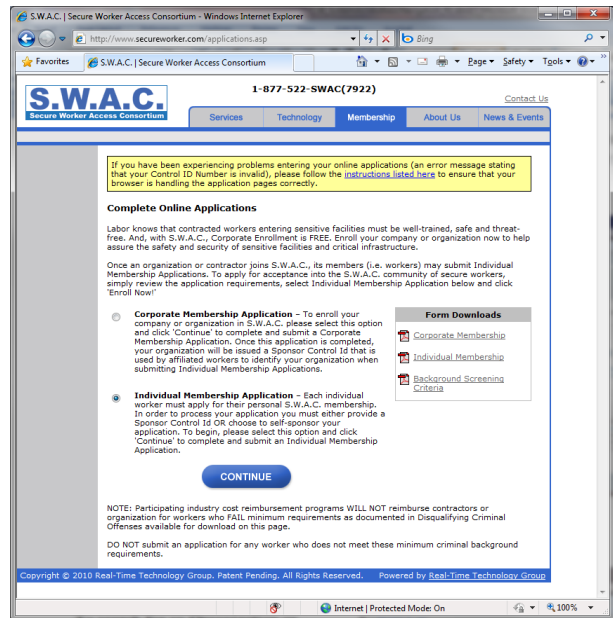 S.W.A.C. | Secure Worker Access Consortium - Windows Internet Explorer
http://www.secureworker.com/applications.asp
Bing
Favorites
S.W.A.C. | Secure Worker Access Consortium
Page
Safety
Tools
1-877-522-SWAC(7922)
Contact Us
S.W.A.C.
Secure Worker Access Consortium
Services Technology Membership About Us News & Events
If you have been experiencing problems entering your online applications (an error message stating
that your Control ID Number is invalid), please follow the instructions listed here to ensure that your
browser is handling the application pages correctly.
Complete Online Applications
Labor knows that contracted workers entering sensitive facilities must be well-trained, safe and threat-
free. And, with S.W.A.C., Corporate Enrollment is FREE. Enroll your company or organization now to help
assure the safety and security of sensitive facilities and critical infrastructure.
Once an organization or contractor joins S.W.A.C., its members (i.e. workers) may submit Individual
Membership Applications. To apply for acceptance into the S.W.A.C. community of secure workers,
simply review the application requirements, select Individual Membership Application below and click
'Enroll Now!'
Corporate Membership Application – To enroll your
company or organization in S.W.A.C. please select this option
and click 'Continue' to complete and submit a Corporate
Membership Application. Once this application is completed,
your organization will be issued a Sponsor Control Id that is
used by affiliated workers to identify your organization when
submitting Individual Membership Applications.
Form Downloads
Corporate Membership
Individual Membership
Background Screening
Criteria
Individual Membership Application – Each individual
worker must apply for their personal S.W.A.C. membership.
In order to process your application you must either provide a
Sponsor Control Id OR choose to self-sponsor your
application. To begin, please select this option and click
'Continue' to complete and submit an Individual Membership
Application.
CONTINUE
NOTE: Participating industry cost reimbursement programs WILL NOT reimburse contractors or
organization for workers who FAIL minimum requirements as documented in Disqualifying Criminal
Offenses available for download on this page.
DO NOT submit an application for any worker who does not meet these minimum criminal background
requirements.
Copyright © 2010 Real-Time Technology Group. Patent Pending. All Rights Reserved. Powered by Real-Time Technology Group
Internet | Protected Mode: On
100%